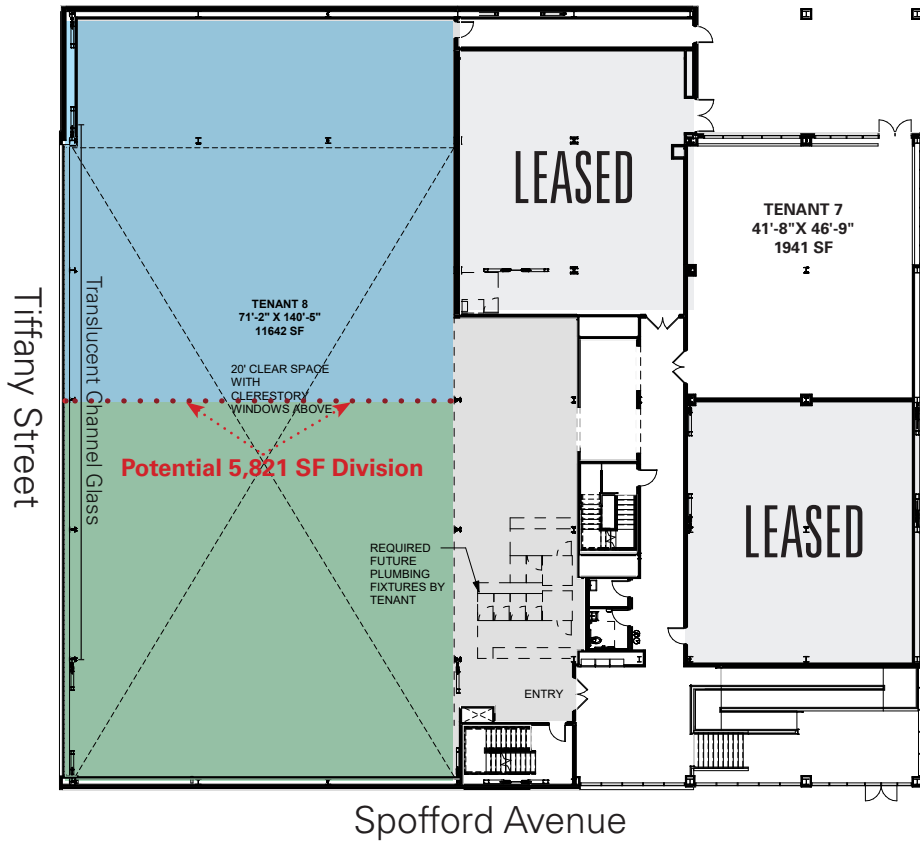 LEASED
TENANT 7
41'-8"X 46'-9"
1941 SF
Tiffany Street
Translucent Channel Glass
TENANT 8
71'-2" X 140'-5"
11642 SF
20' CLEAR SPACE
WITH
CLERESTORY
WINDOWS ABOVE
Potential 5,821 SF Division
LEASED
REQUIRED
FUTURE
PLUMBING
FIXTURES BY
TENANT
ENTRY
Spofford Avenue